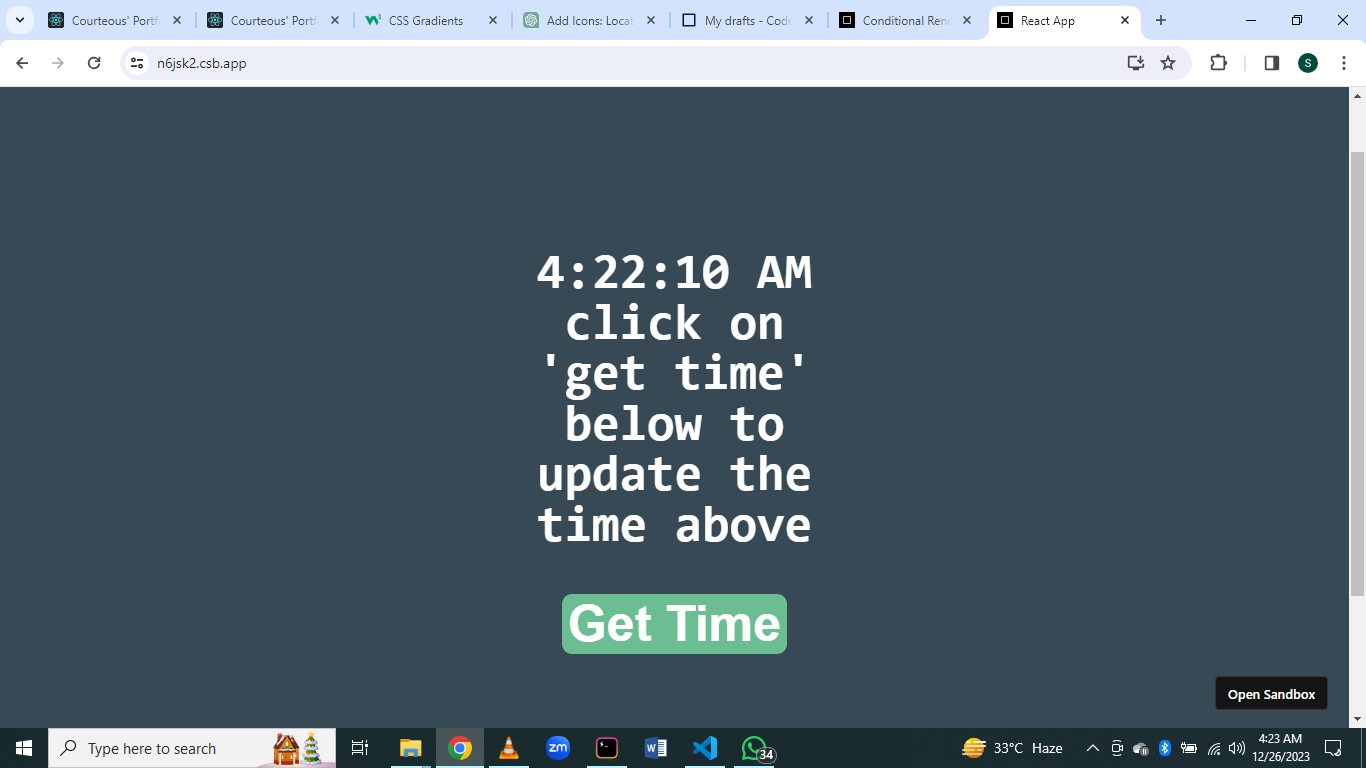 Courteous' Portf
Courteous' Portf
CSS Gradients
Add Icons: Locat
My drafts - Code
Conditional Ren
React App
n6jsk2.csb.app
S
4:22:10 AM
click on
'get time'
below to
update the
time above
Get Time
Open Sandbox
Type here to search
zm
W
34
33°C Haze
4:23 AM
12/26/2023